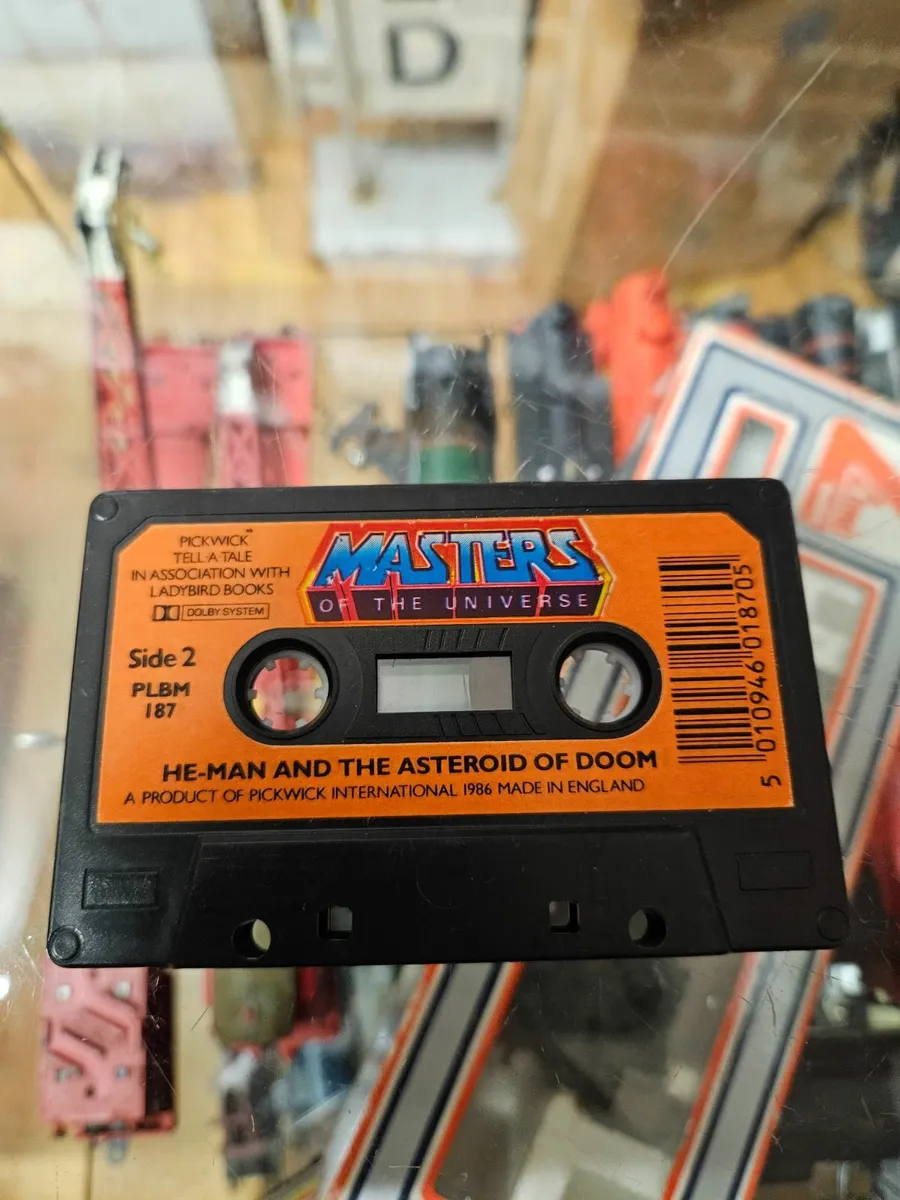 D
PICKWICK™
TELL-A-TALE
IN ASSOCIATION WITH
LADYBIRD BOOKS
DOLBY SYSTEM
MASTERS
OF THE UNIVERSE
Side 2
PLBM
187
5 010946 018705
HE-MAN AND THE ASTEROID OF DOOM
A PRODUCT OF PICKWICK INTERNATIONAL 1986 MADE IN ENGLAND